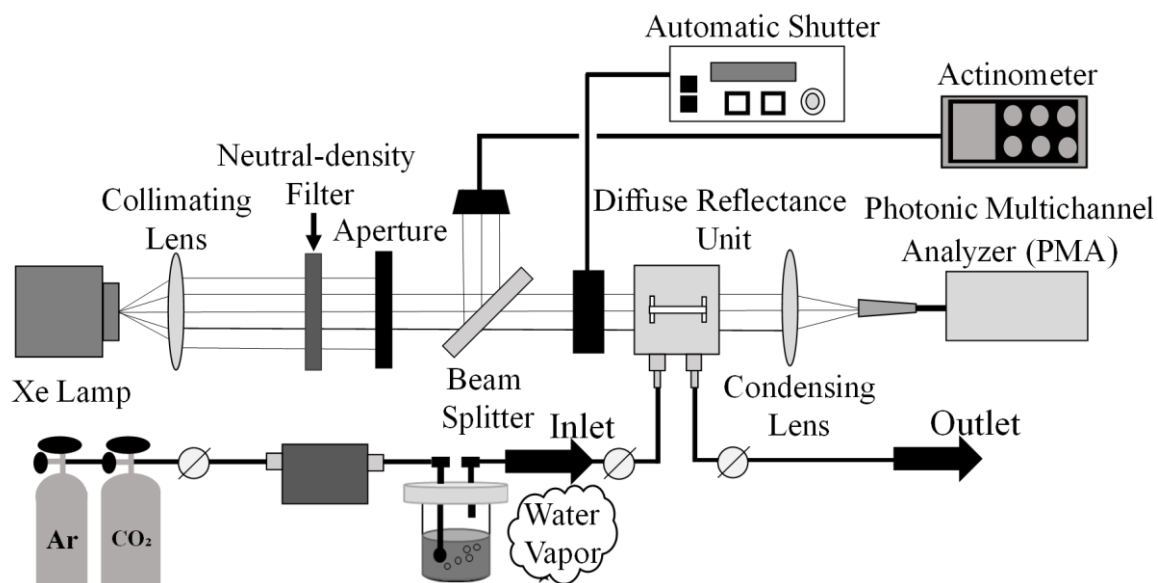 Automatic Shutter
Actinometer
Neutral-density
Filter
Collimating
Lens
Aperture
Diffuse Reflectance
Unit
Photonic Multichannel
Analyzer (PMA)
Xe Lamp
Beam
Splitter
Condensing
Lens
Inlet
Outlet
Ar
CO₂
Water
Vapor